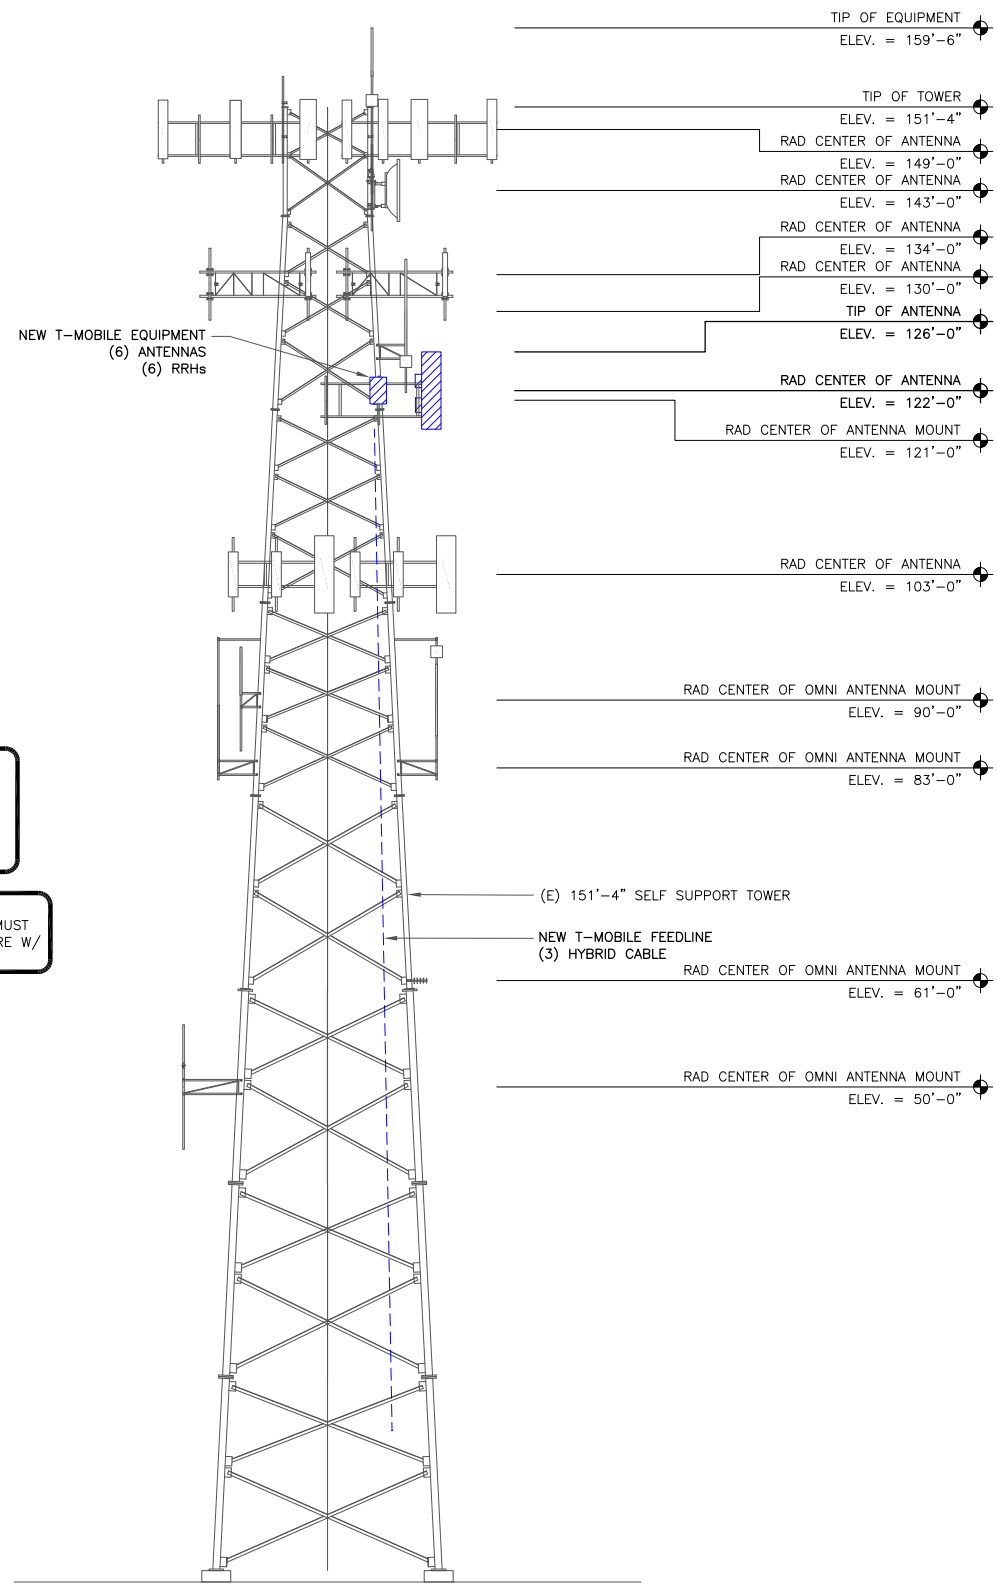 TIP OF EQUIPMENT
ELEV. = 159'-6"
TIP OF TOWER
ELEV. = 151'-4"
RAD CENTER OF ANTENNA
ELEV. = 149'-0"
RAD CENTER OF ANTENNA
ELEV. = 143'-0"
RAD CENTER OF ANTENNA
ELEV. = 134'-0"
RAD CENTER OF ANTENNA
ELEV. = 130'-0"
TIP OF ANTENNA
ELEV. = 126'-0"
NEW T-MOBILE EQUIPMENT
(6) ANTENNAS
(6) RRHs
RAD CENTER OF ANTENNA
ELEV. = 122'-0"
RAD CENTER OF ANTENNA MOUNT
ELEV. = 121'-0"
RAD CENTER OF ANTENNA
ELEV. = 103'-0"
RAD CENTER OF OMNI ANTENNA MOUNT
ELEV. = 90'-0"
RAD CENTER OF OMNI ANTENNA MOUNT
ELEV. = 83'-0"
(E) 151'-4" SELF SUPPORT TOWER
MUST
RE W/
NEW T-MOBILE FEEDLINE
(3) HYBRID CABLE
RAD CENTER OF OMNI ANTENNA MOUNT
ELEV. = 61'-0"
RAD CENTER OF OMNI ANTENNA MOUNT
ELEV. = 50'-0"